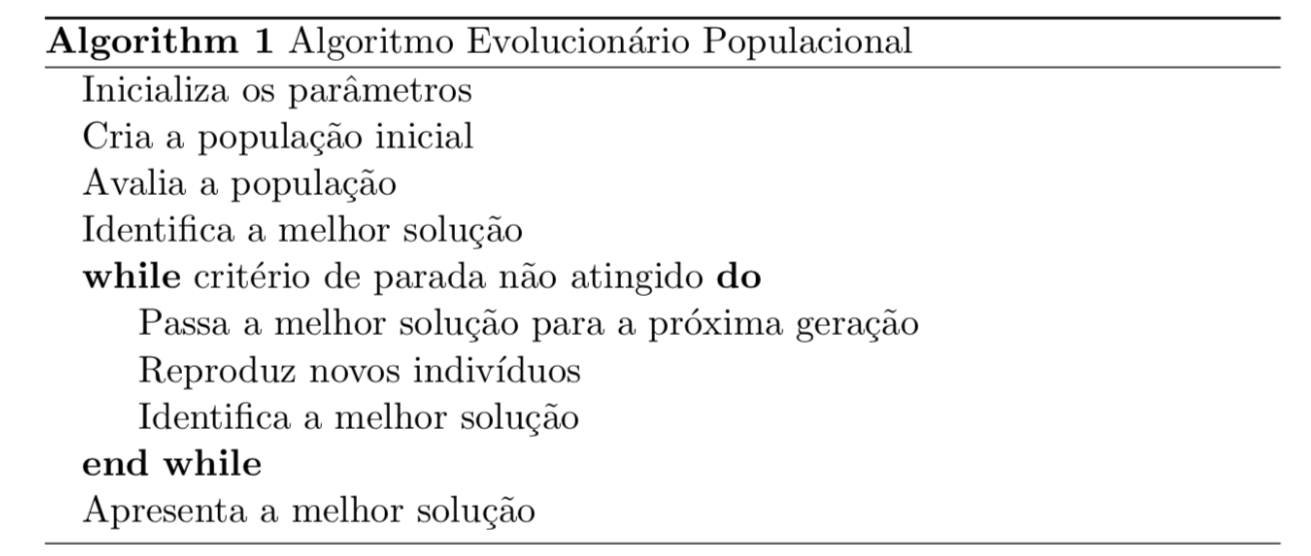 Algorithm 1 Algoritmo Evolucionário Populacional
Inicializa os parâmetros
Cria a população inicial
Avalia a população
Identifica a melhor solução
while critério de parada não atingido do
Passa a melhor solução para a próxima geração
Reproduz novos indivíduos
Identifica a melhor solução
end while
Apresenta a melhor solução